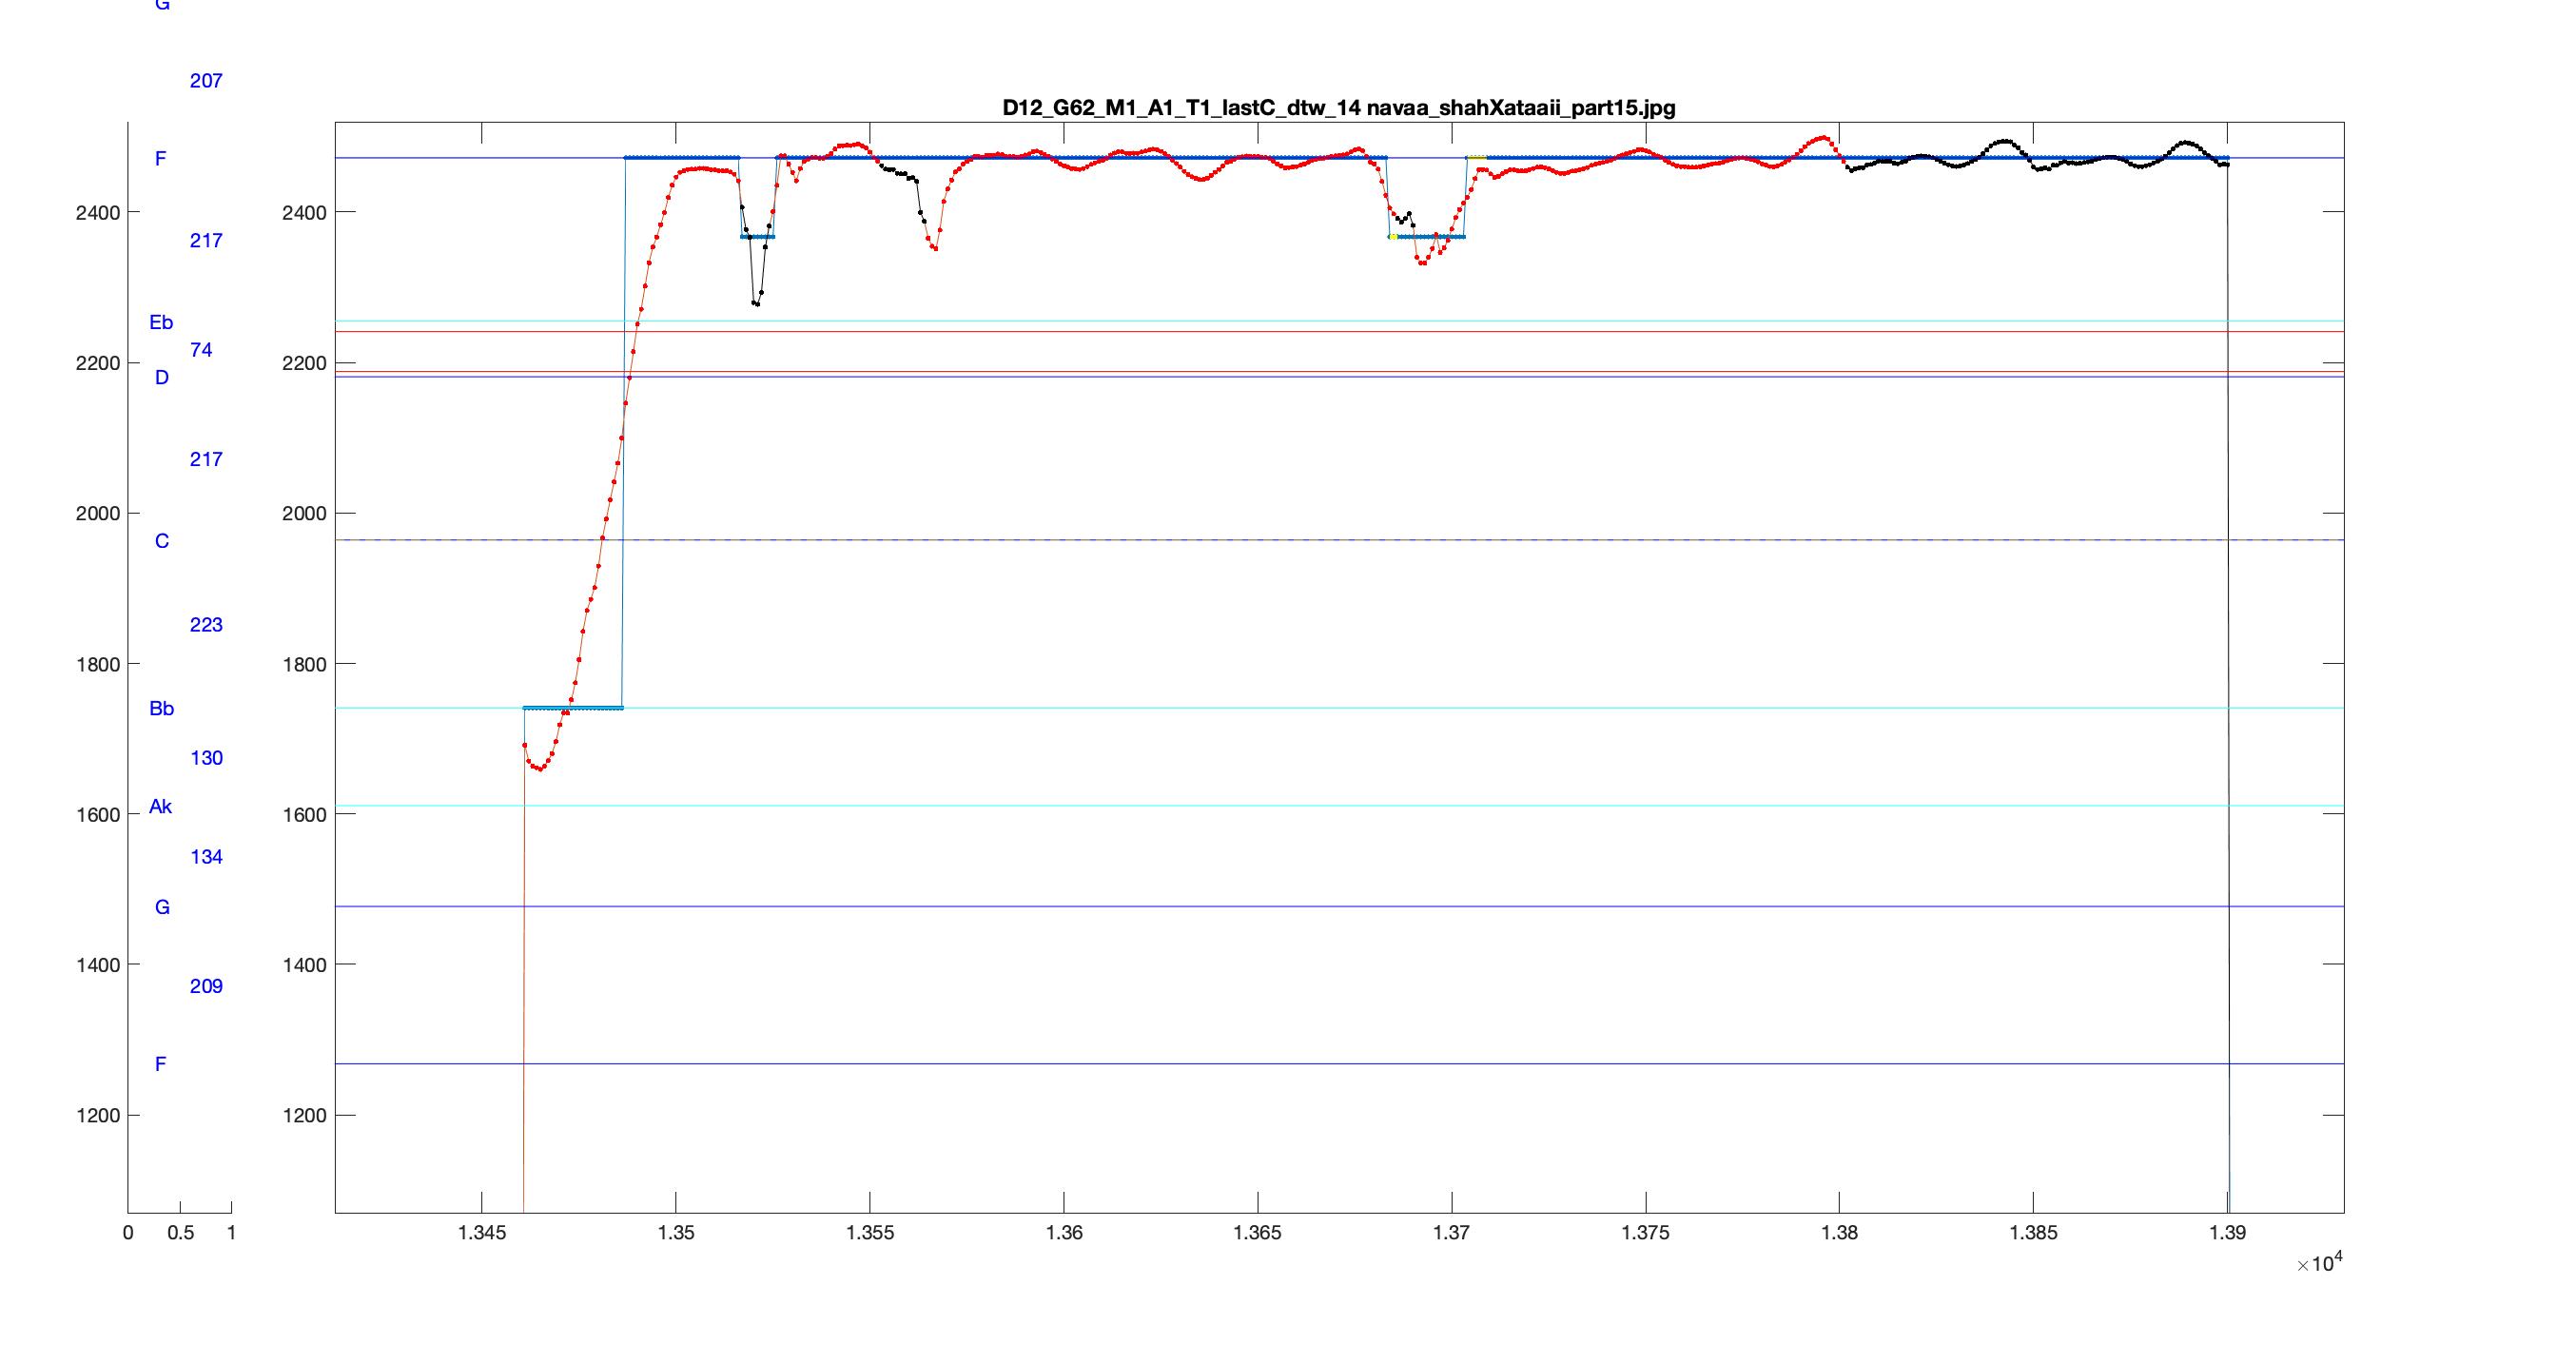 G
207
D12_G62_M1_A1_T1_lastC_dtw_14 navaa_shahXataaii_part15.jpg
F
2400 2400
217
Eb
74
2200 2200
D
217
2000 2000
C
223
1800 1800
Bb
130
Ak
1600 1600
134
G
1400 1400
209
F
1200 1200
0 0.5 1 1.345 1.35 1.355 1.36 1.365 1.37 1.375 1.38 1.385 1.39
×10^4